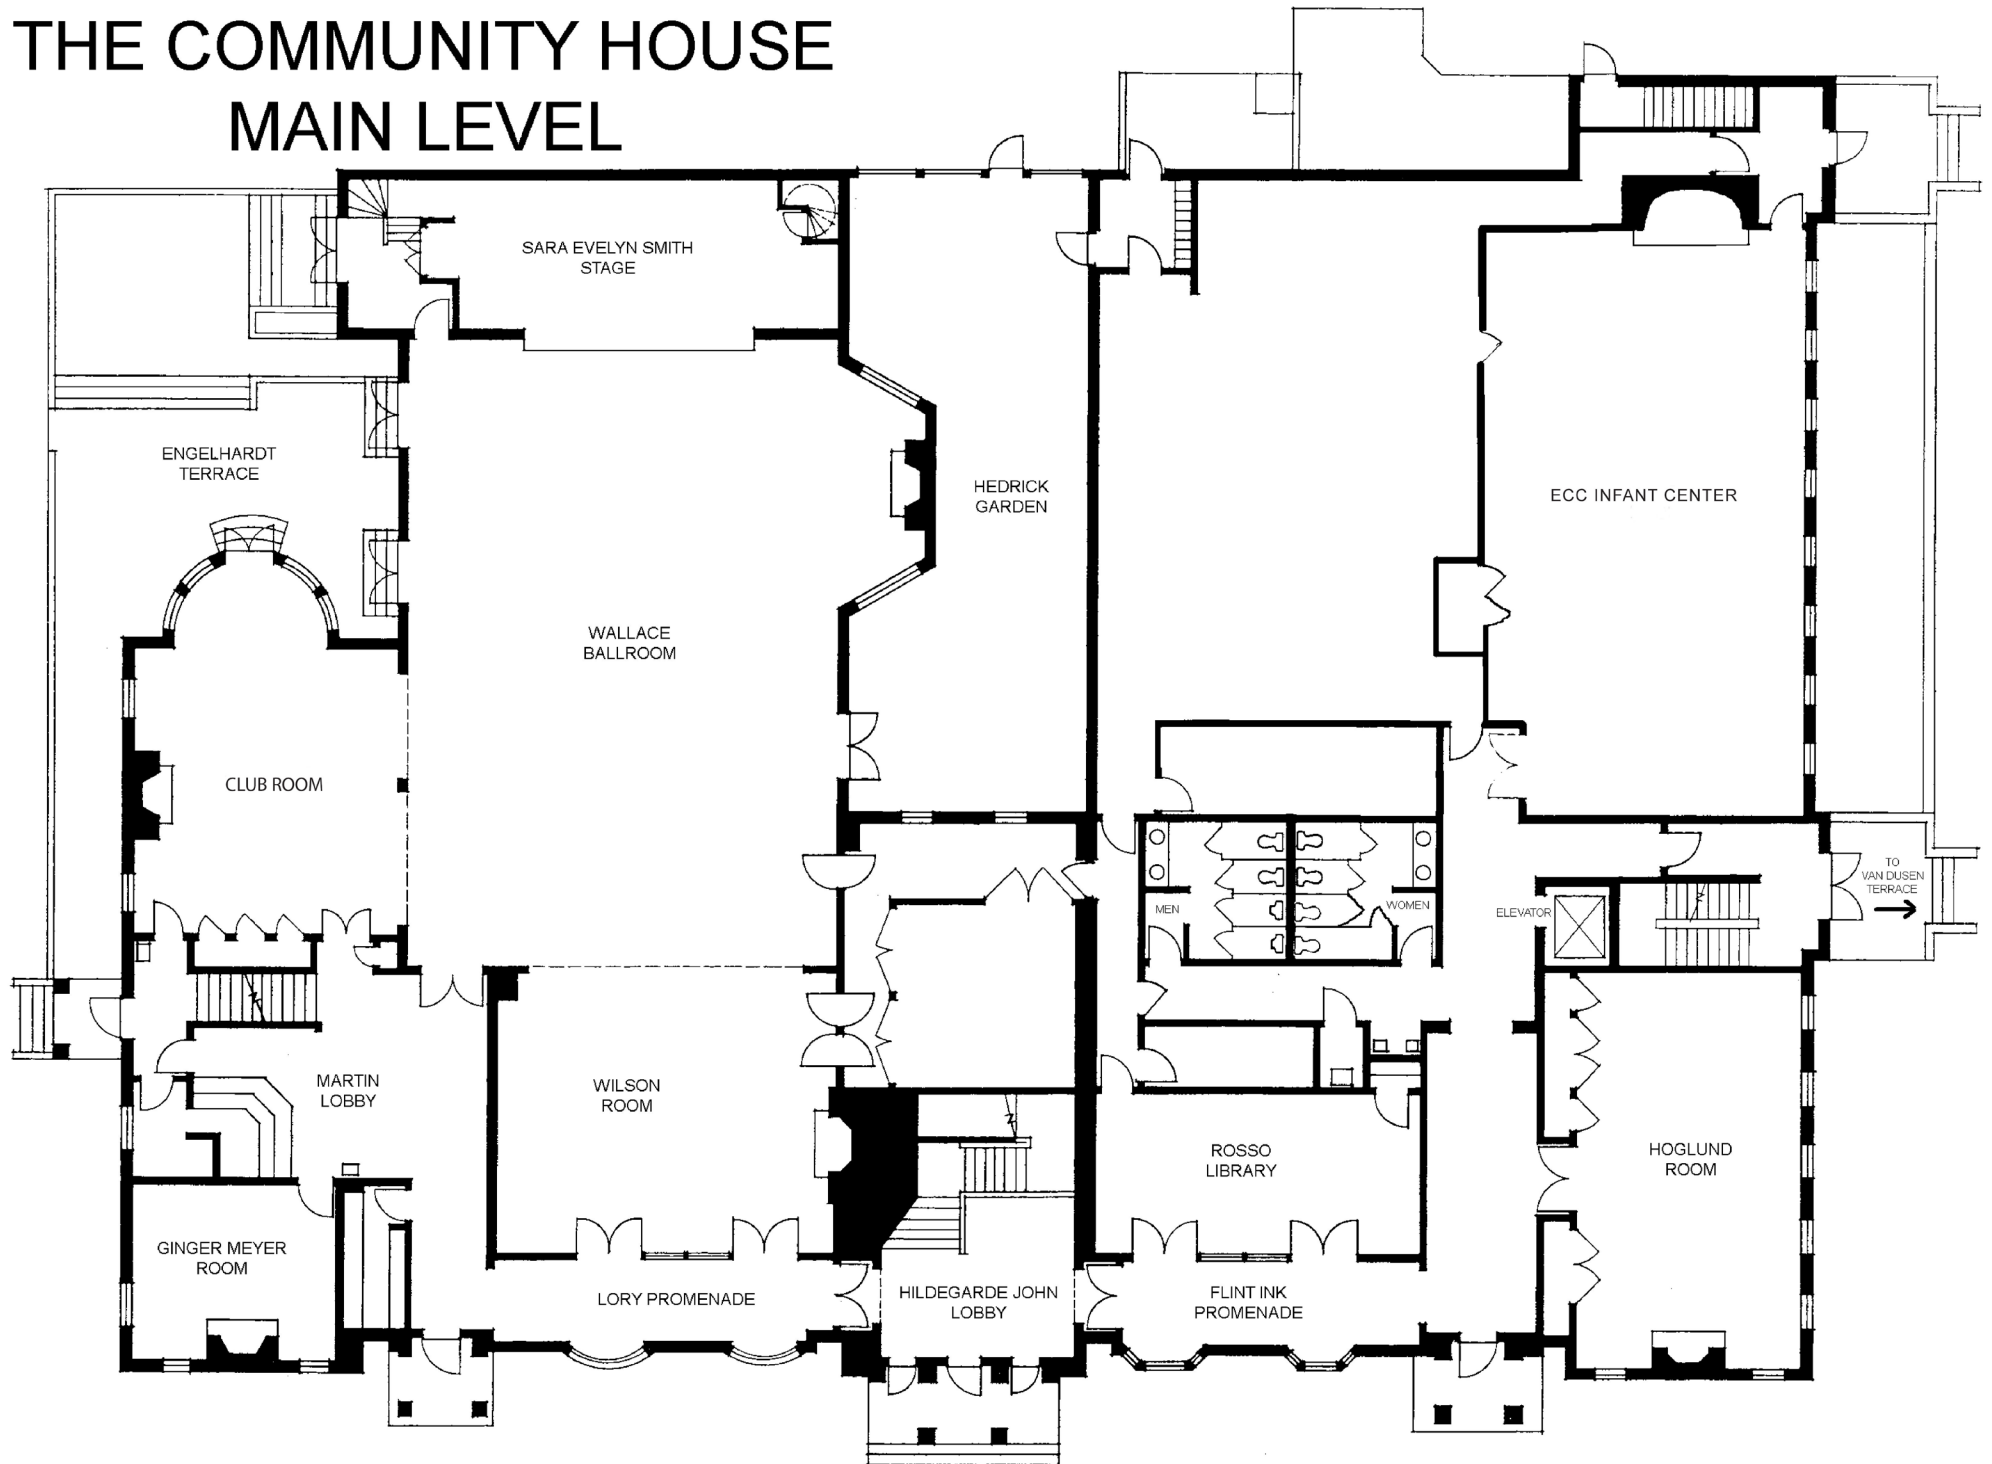 THE COMMUNITY HOUSE
MAIN LEVEL
SARA EVELYN SMITH
STAGE
ENGELHARDT
TERRACE
HEDRICK
GARDEN
ECC INFANT CENTER
WALLACE
BALLROOM
CLUB ROOM
MEN
WOMEN
ELEVATOR
TO
VAN DUSEN
TERRACE
MARTIN
LOBBY
WILSON
ROOM
ROSSO
LIBRARY
HOGLUND
ROOM
GINGER MEYER
ROOM
LORY PROMENADE
HILDEGARDE JOHN
LOBBY
FLINT INK
PROMENADE